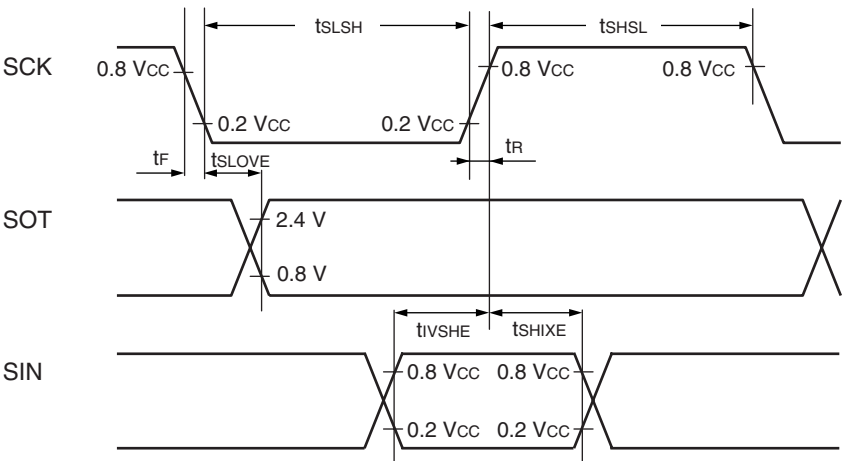 tSLSH tSHSL
SCK 0.8 VCC 0.8 VCC 0.8 VCC
0.2 VCC 0.2 VCC
tF tSLOVE tR
SOT 2.4 V
0.8 V
tIVSHE tSHIXE
SIN 0.8 VCC 0.8 VCC
0.2 VCC 0.2 VCC